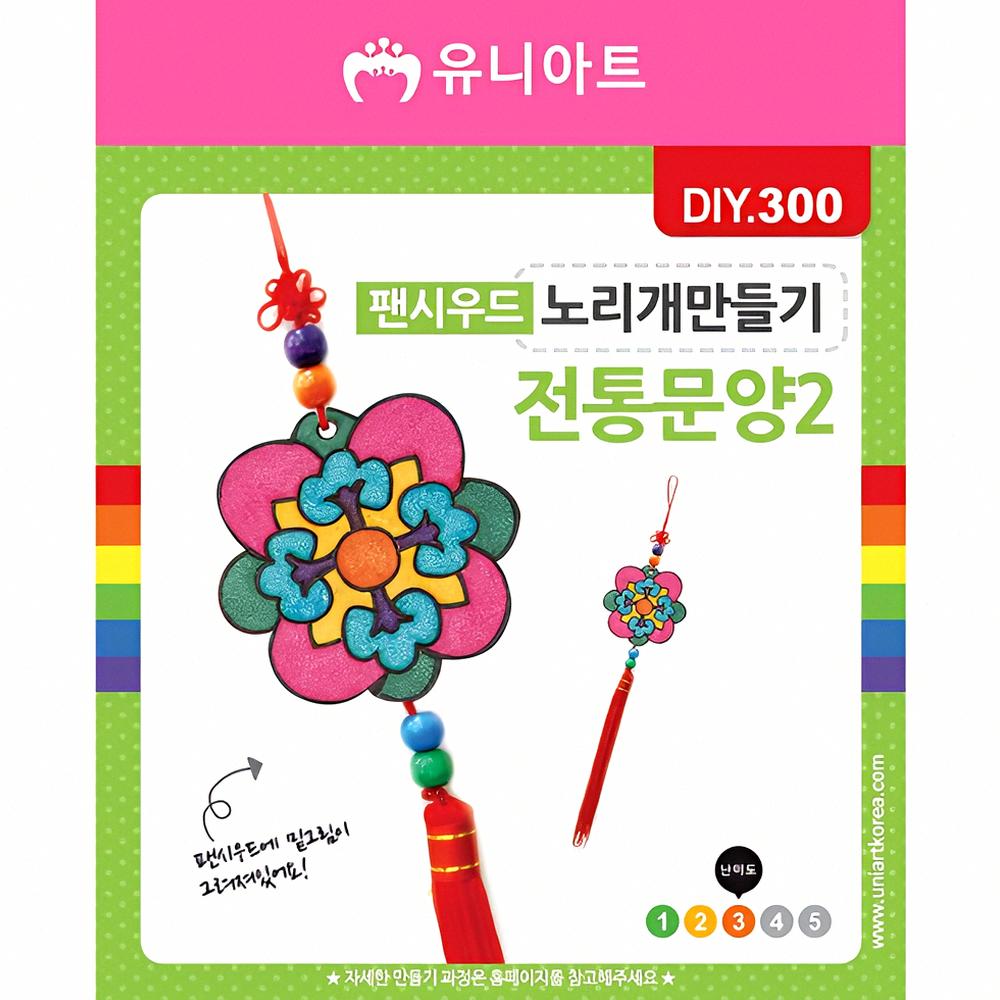 유니아트
DIY.300
팬시우드 노리개만들기
전통문양2
팬시우드에 밑그림이
그려져있어요!
난이도
1 2 3 4 5
www.uniartkorea.com
★ 자세한 만들기 과정은 홈페이지를 참고해주세요 ★